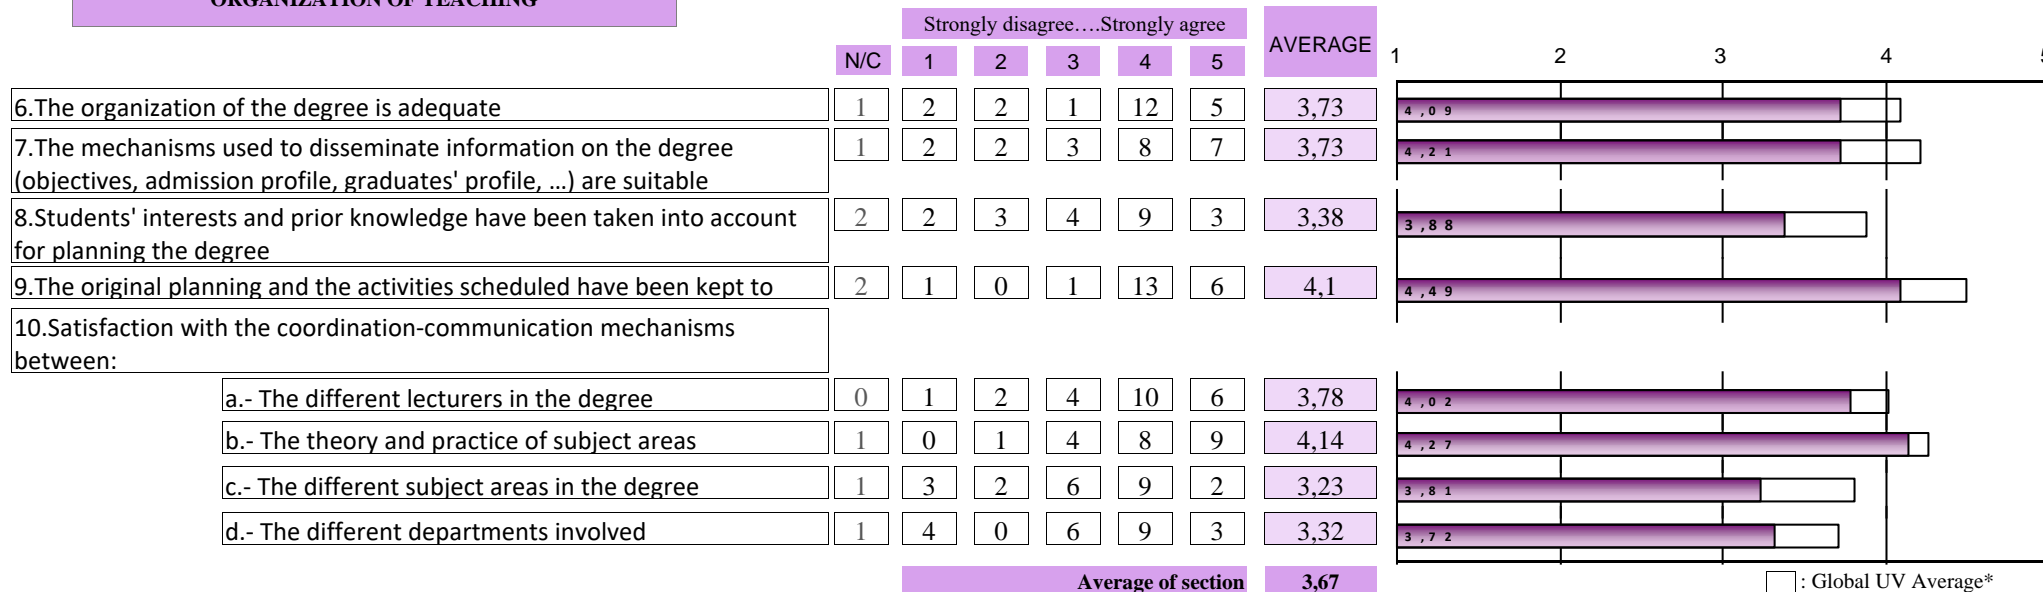 ORGANIZATION OF TEACHING
Strongly disagree….Strongly agree
AVERAGE
N/C 1 2 3 4 5
1 2 3 4 5
6.The organization of the degree is adequate 1 2 2 1 12 5 3,73 4,09
7.The mechanisms used to disseminate information on the degree 1 2 2 3 8 7 3,73 4,21
(objectives, admission profile, graduates' profile, …) are suitable
8.Students' interests and prior knowledge have been taken into account 2 2 3 4 9 3 3,38 3,88
for planning the degree
9.The original planning and the activities scheduled have been kept to 2 1 0 1 13 6 4,1 4,49
10.Satisfaction with the coordination-communication mechanisms
between:
a.- The different lecturers in the degree 0 1 2 4 10 6 3,78 4,02
b.- The theory and practice of subject areas 1 0 1 4 8 9 4,14 4,27
c.- The different subject areas in the degree 1 3 2 6 9 2 3,23 3,81
d.- The different departments involved 1 4 0 6 9 3 3,32 3,72
Average of section 3,67
: Global UV Average*